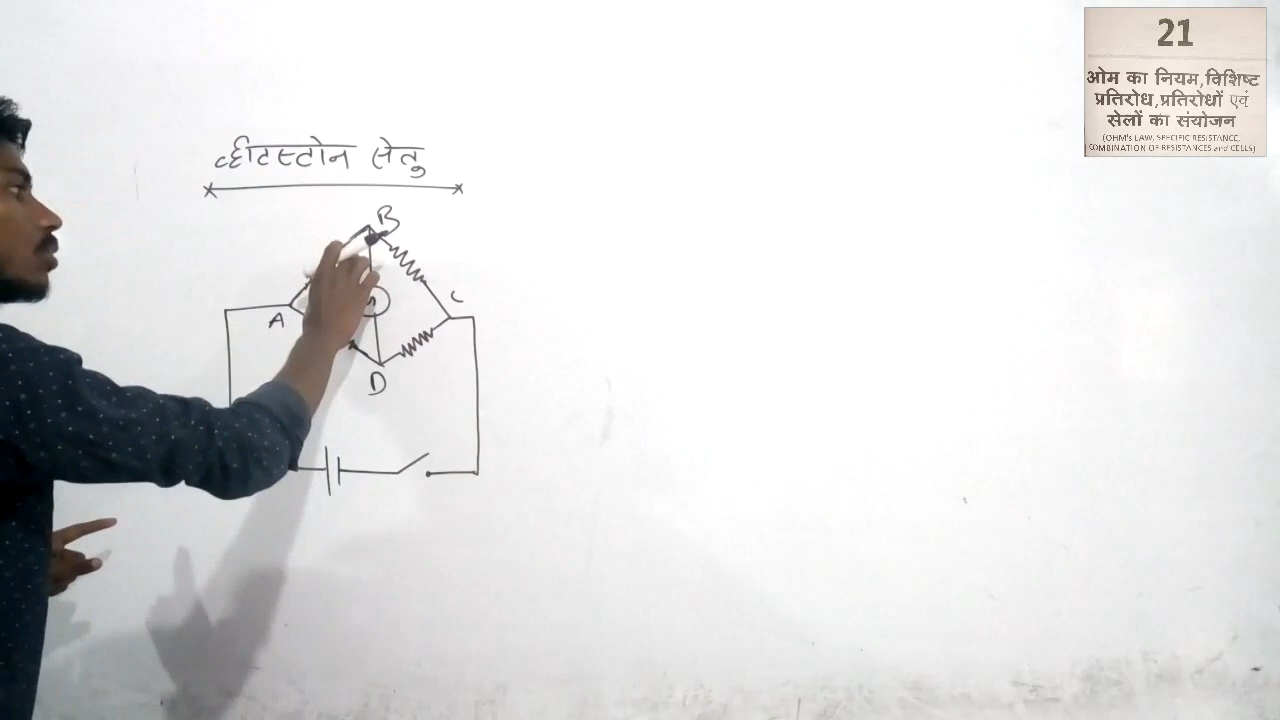 व्हीटस्टोन सेतु
B
A
C
D
21
ओम का नियम,विशिष्ट
प्रतिरोध,प्रतिरोधों एवं
सेलों का संयोजन
(OHM's LAW, SPECIFIC RESISTANCE,
COMBINATION OF RESISTANCES and CELLS)